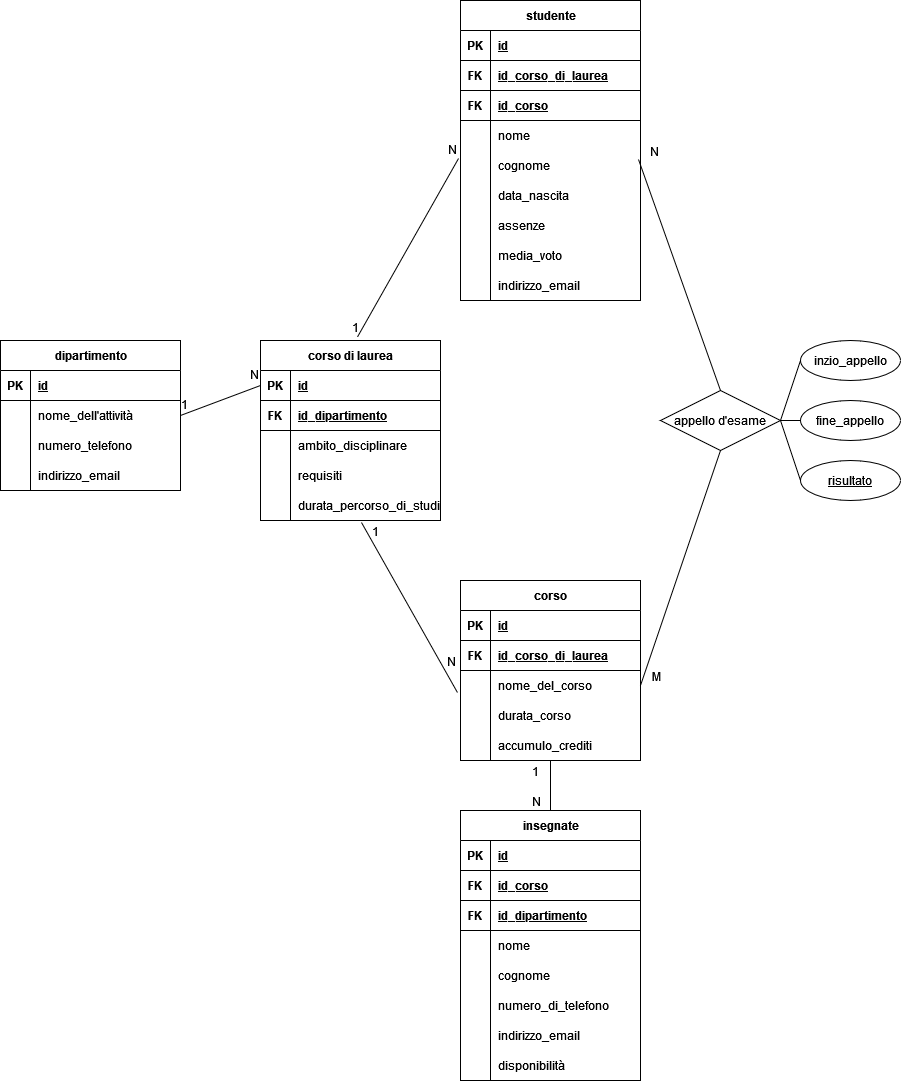 studente
PK id
FK id_corso_di_laurea
FK id_corso
nome
cognome
data_nascita
assenze
media_voto
indirizzo_email
N
N
1
dipartimento
PK id
nome_dell'attività
numero_telefono
indirizzo_email
1
N
corso di laurea
PK id
FK id_dipartimento
ambito_disciplinare
requisiti
durata_percorso_di_studi
1
appello d'esame
inzio_appello
fine_appello
risultato
corso
PK id
FK id_corso_di_laurea
nome_del_corso
durata_corso
accumulo_crediti
N
M
1
N
insegnate
PK id
FK id_corso
FK id_dipartimento
nome
cognome
numero_di_telefono
indirizzo_email
disponibilità